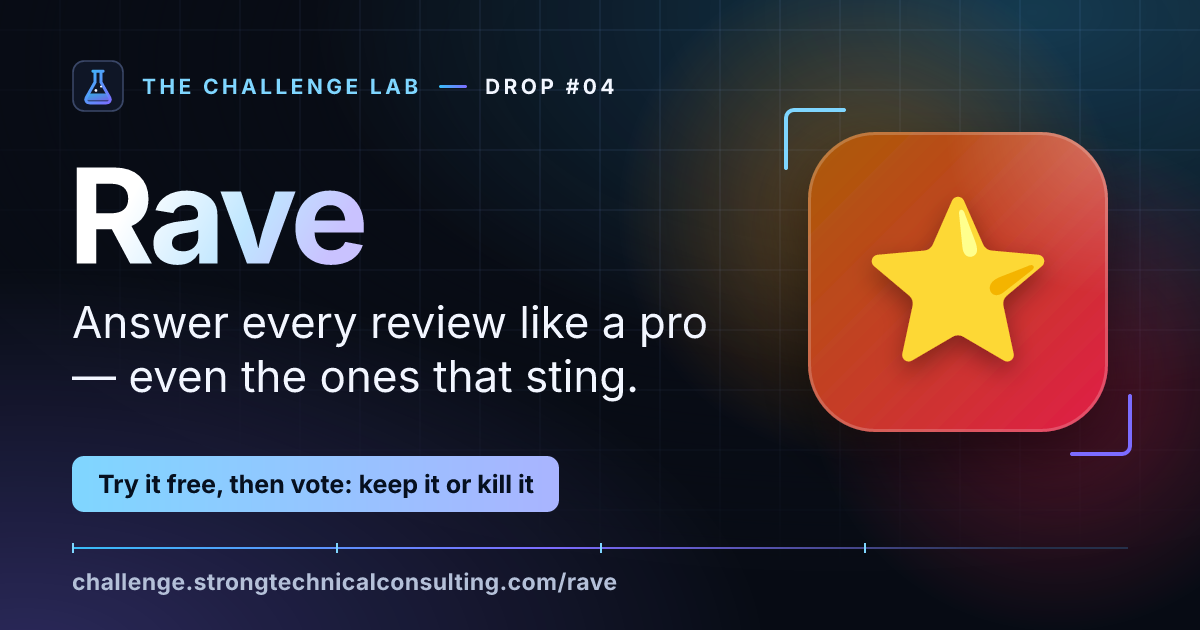 THE CHALLENGE LAB — DROP #04
Rave
Answer every review like a pro
— even the ones that sting.
Try it free, then vote: keep it or kill it
challenge.strongtechnicalconsulting.com/rave